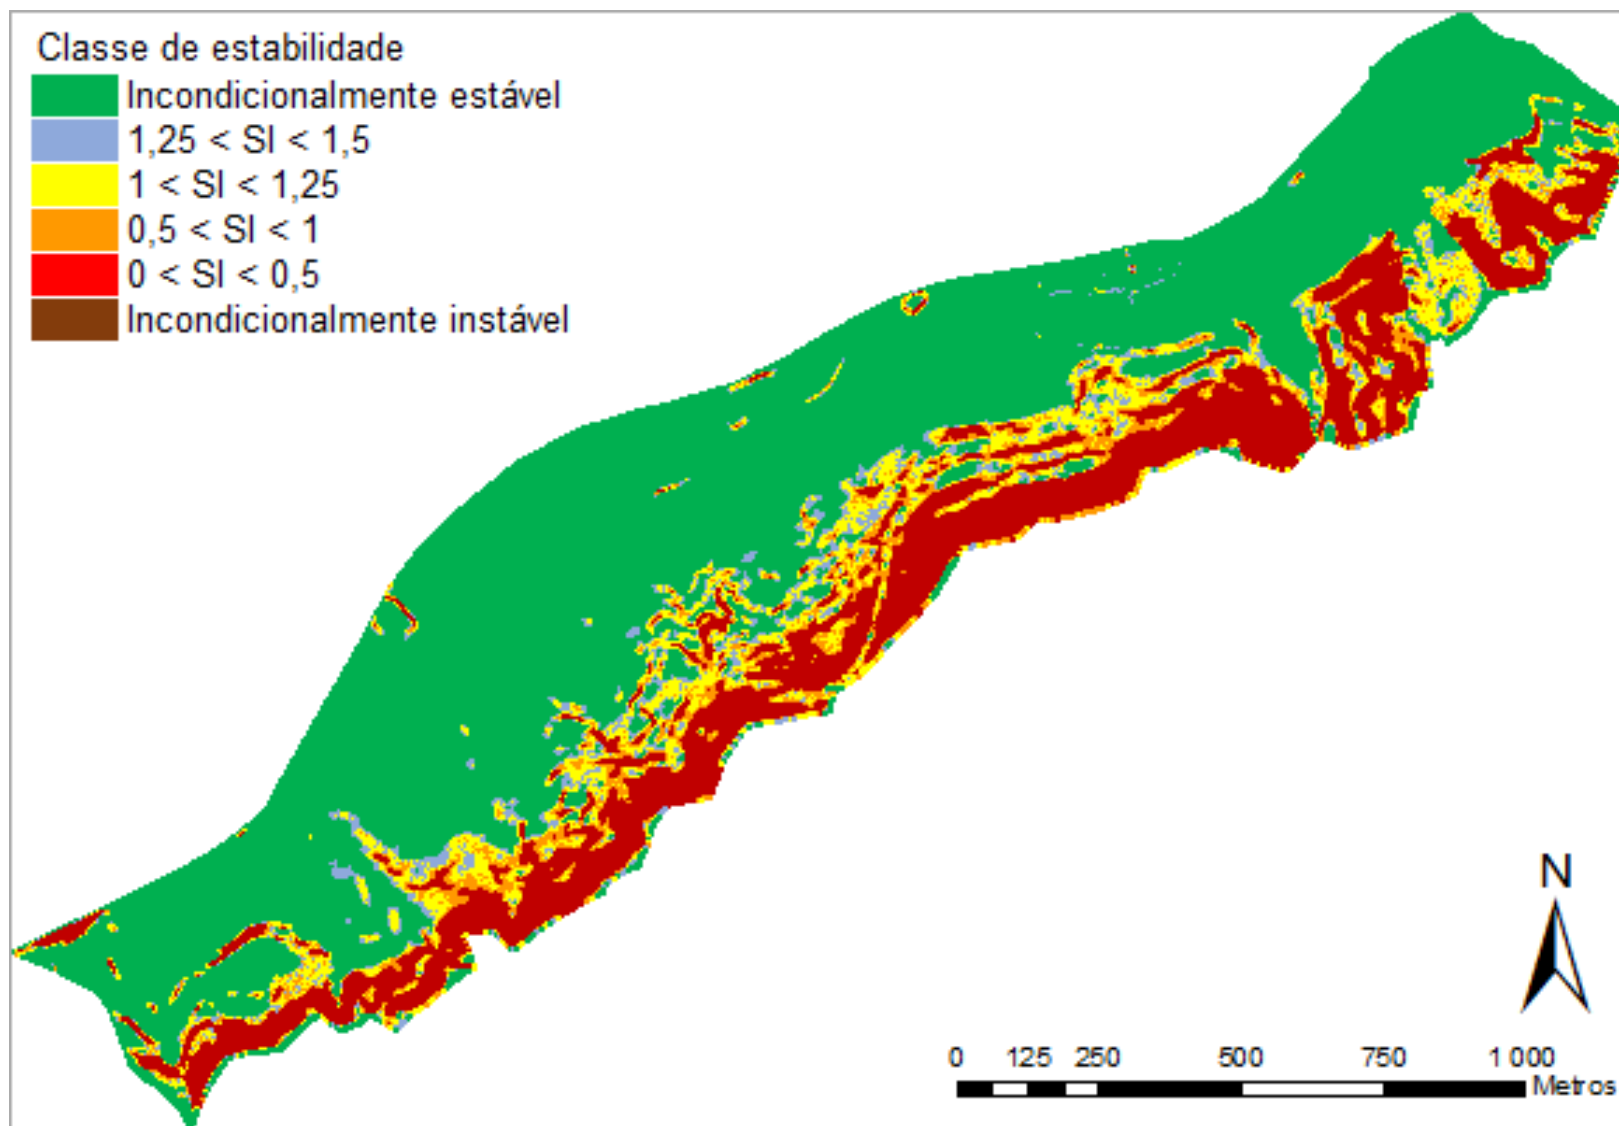 Classe de estabilidade
Incondicionalmente estável
1,25 < SI < 1,5
1 < SI < 1,25
0,5 < SI < 1
0 < SI < 0,5
Incondicionalmente instável
N
0 125 250 500 750 1 000
Metros